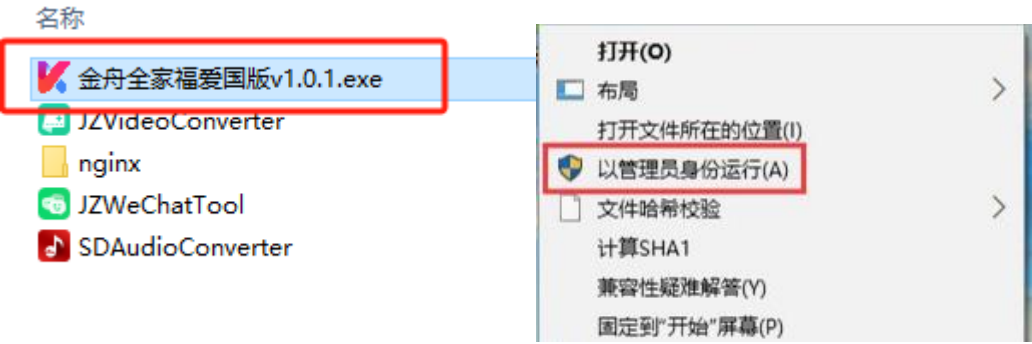 名称
金舟全家福爱国版v1.0.1.exe
JZVideoConverter
nginx
JZWeChatTool
SDAudioConverter
打开(O)
布局
打开文件所在的位置(I)
以管理员身份运行(A)
文件哈希校验
计算SHA1
兼容性疑难解答(Y)
固定到"开始"屏幕(P)